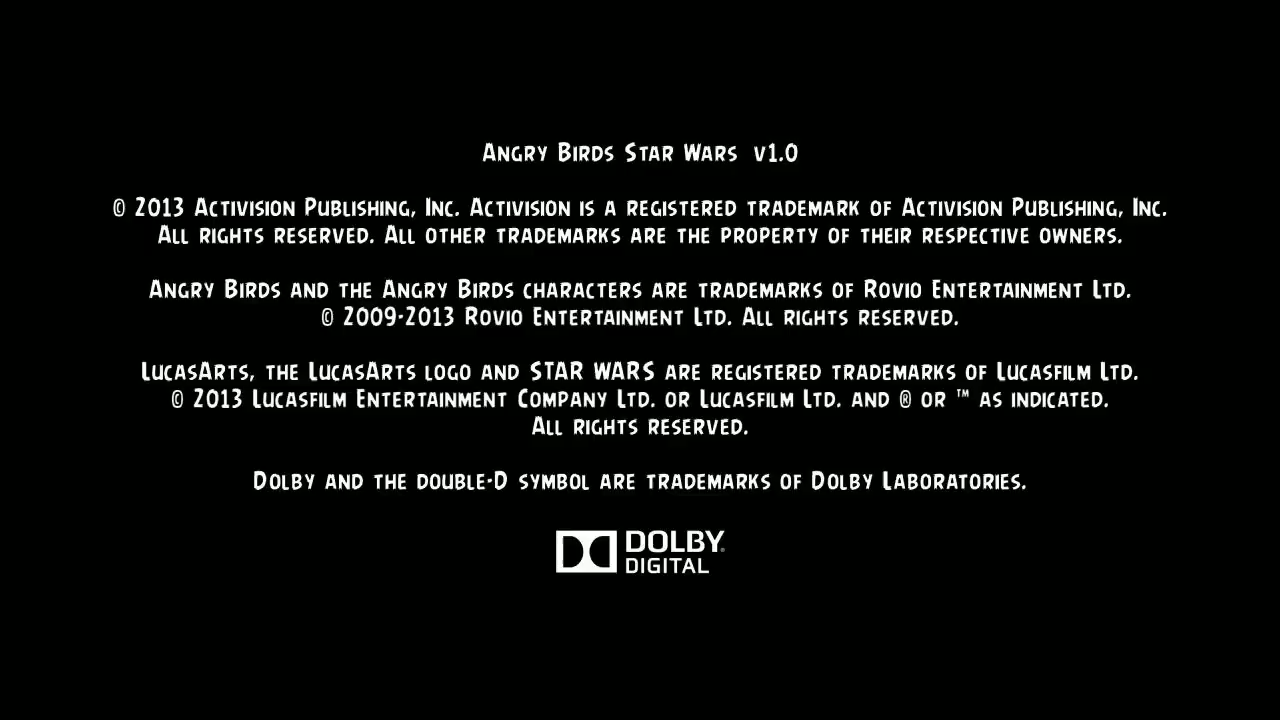 Angry Birds Star Wars v1.0
© 2013 Activision Publishing, Inc. Activision is a registered trademark of Activision Publishing, Inc.
All rights reserved. All other trademarks are the property of their respective owners.
Angry Birds and the Angry Birds characters are trademarks of Rovio Entertainment Ltd.
© 2009-2013 Rovio Entertainment Ltd. All rights reserved.
LucasArts, the LucasArts logo and STAR WARS are registered trademarks of Lucasfilm Ltd.
© 2013 Lucasfilm Entertainment Company Ltd. or Lucasfilm Ltd. and ® or ™ as indicated.
All rights reserved.
Dolby and the double-D symbol are trademarks of Dolby Laboratories.
DOLBY
DIGITAL